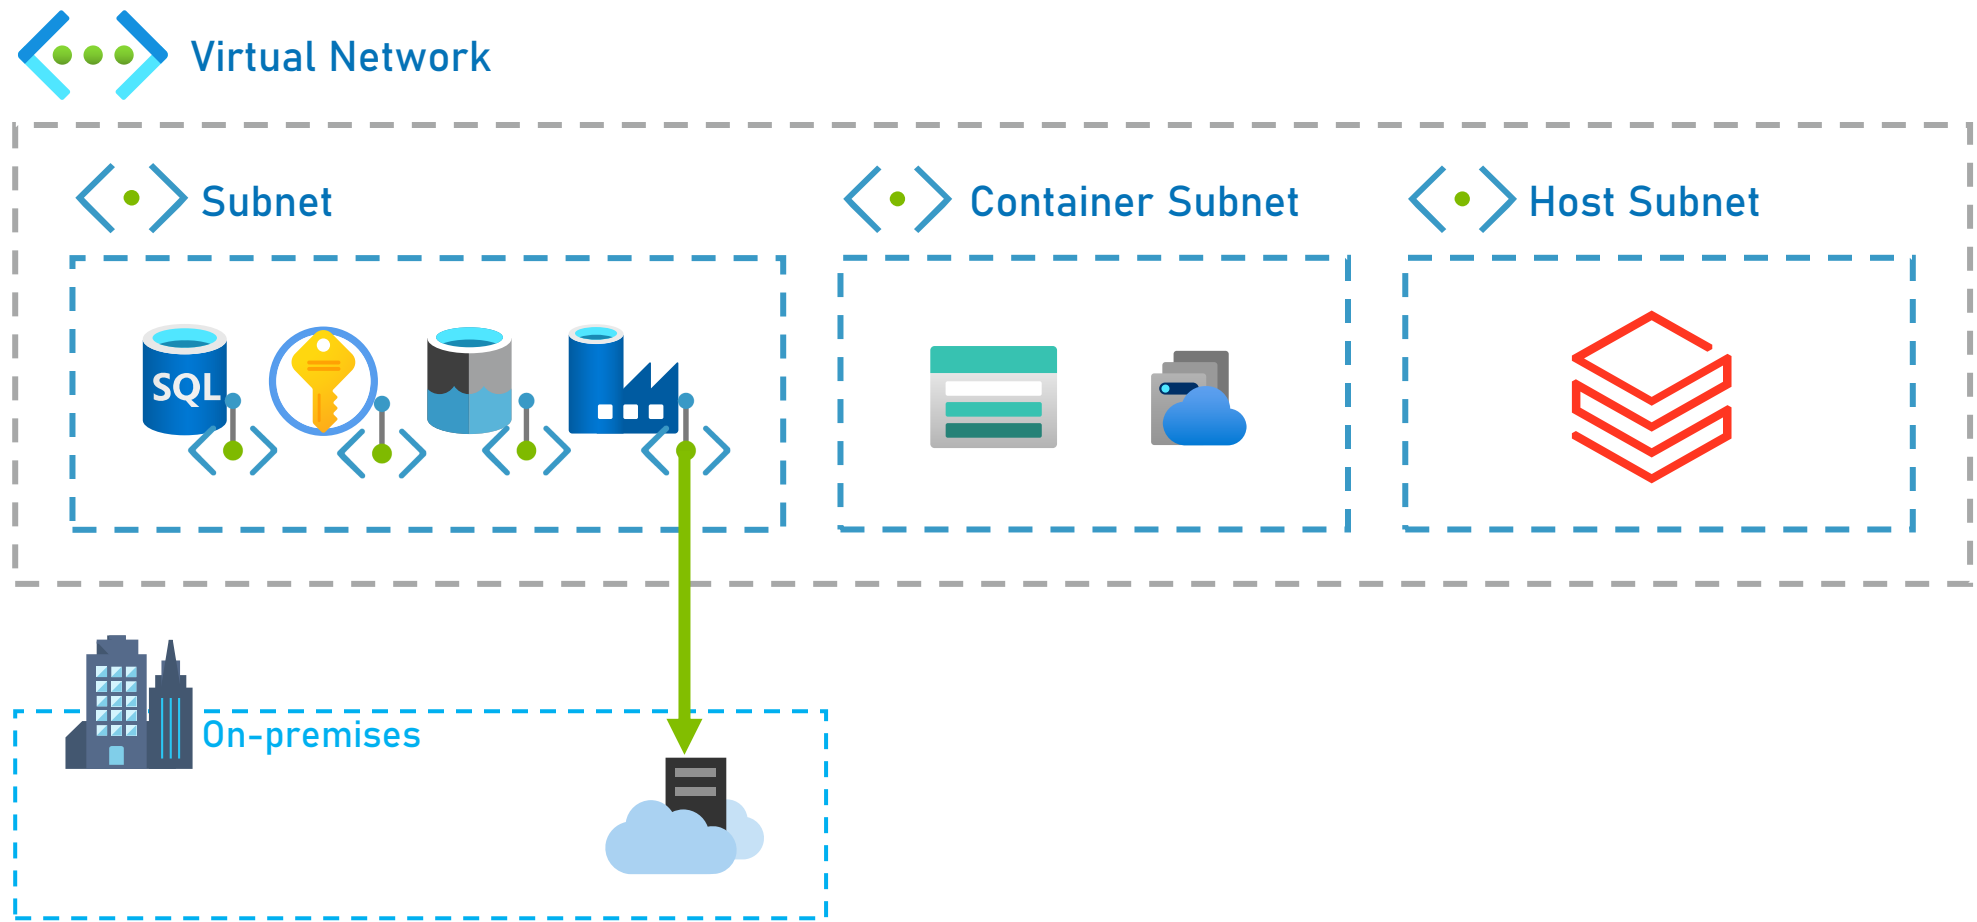 Virtual Network
Subnet
Container Subnet
Host Subnet
SQL
On-premises